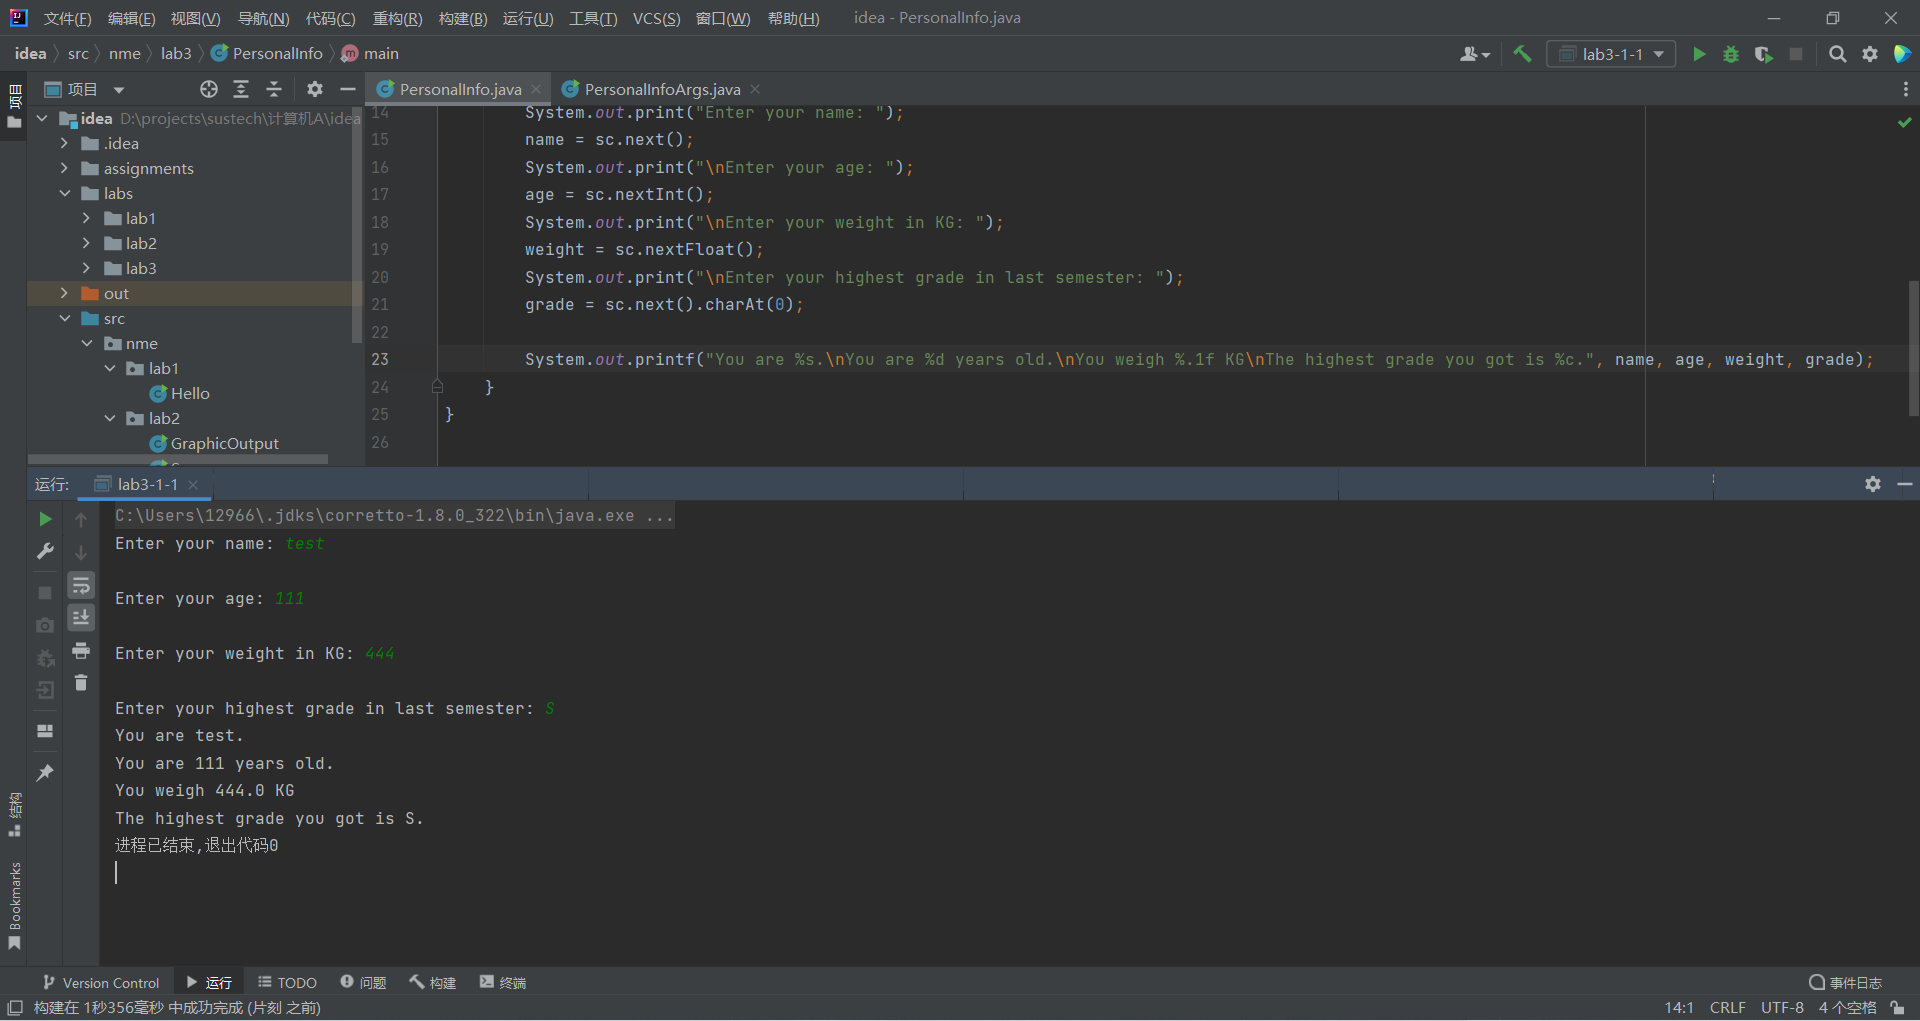 文件(F) 编辑(E) 视图(V) 导航(N) 代码(C) 重构(R) 构建(B) 运行(U) 工具(T) VCS(S) 窗口(W) 帮助(H) idea - PersonalInfo.java
idea src nme lab3 PersonalInfo main lab3-1-1
项目
项目
PersonalInfo.java
PersonalInfoArgs.java
idea D:\projects\sustech\计算机A\idea
.idea
assignments
labs
lab1
lab2
lab3
out
src
nme
lab1
Hello
lab2
GraphicOutput
14 System.out.print("Enter your name: ");
15 name = sc.next();
16 System.out.print("\nEnter your age: ");
17 age = sc.nextInt();
18 System.out.print("\nEnter your weight in KG: ");
19 weight = sc.nextFloat();
20 System.out.print("\nEnter your highest grade in last semester: ");
21 grade = sc.next().charAt(0);
22
23 System.out.printf("You are %s.\nYou are %d years old.\nYou weigh %.1f KG\nThe highest grade you got is %c.", name, age, weight, grade);
24 }
25 }
26
运行: lab3-1-1
C:\Users\12966\.jdks\corretto-1.8.0_322\bin\java.exe ...
Enter your name: test
Enter your age: 111
Enter your weight in KG: 444
Enter your highest grade in last semester: S
You are test.
You are 111 years old.
You weigh 444.0 KG
The highest grade you got is S.
进程已结束,退出代码0
结构
Bookmarks
Version Control 运行 TODO 问题 构建 终端 事件日志
构建在 1秒356毫秒 中成功完成 (片刻 之前) 14:1 CRLF UTF-8 4 个空格